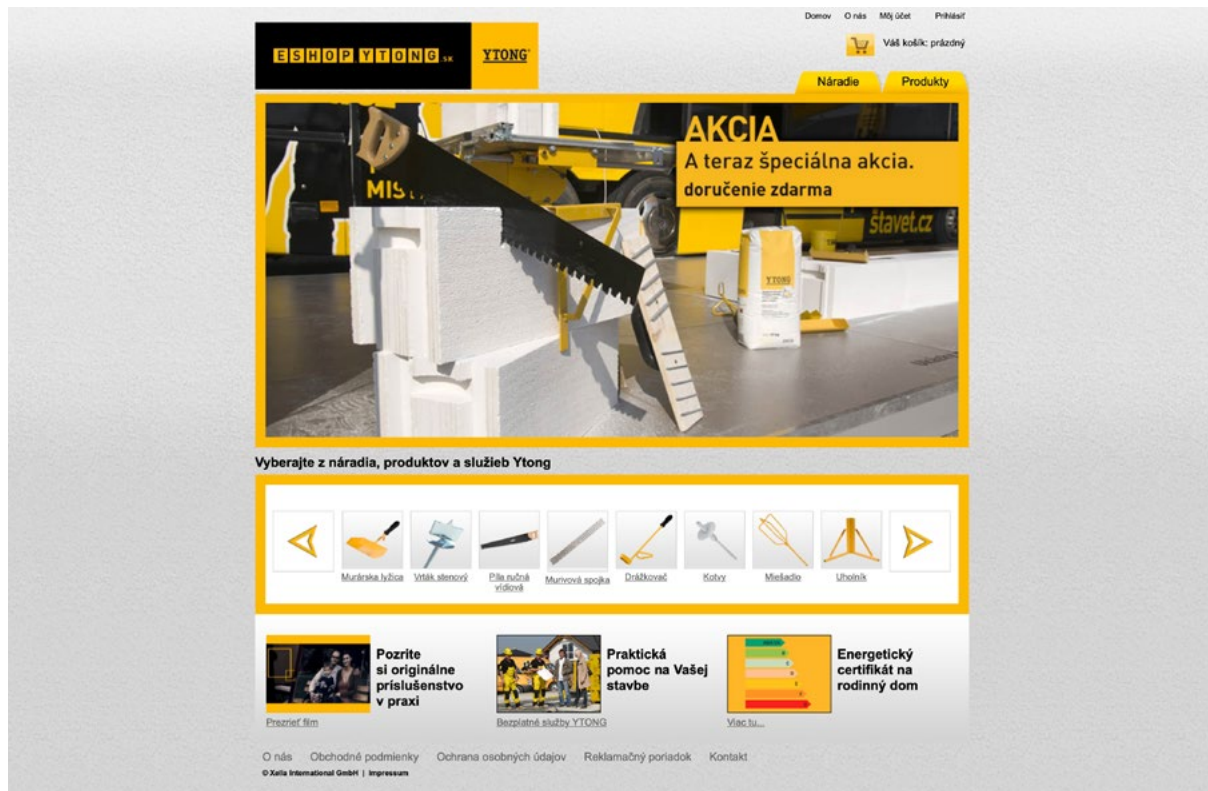 Domov O nás Môj účet Prihlásiť
ESHOP YTONG.SK YTONG
Váš košík: prázdný
Náradie Produkty
AKCIA
A teraz špeciálna akcia.
doručenie zdarma
štavet.cz
YTONG
Vyberajte z náradia, produktov a služieb Ytong
Murárska lyžica Vrták stenový Píla ručná Murivová spojka Drážkovač Kotvy Miešadlo Uholník
vídiová
Pozrite
si originálne
príslušenstvo
v praxi
Prezrieť film
Praktická
pomoc na Vašej
stavbe
Bezplatné služby YTONG
Energetický
certifikát na
rodinný dom
Viac tu...
O nás Obchodné podmienky Ochrana osobných údajov Reklamačný poriadok Kontakt
© Xella International GmbH | Impressum